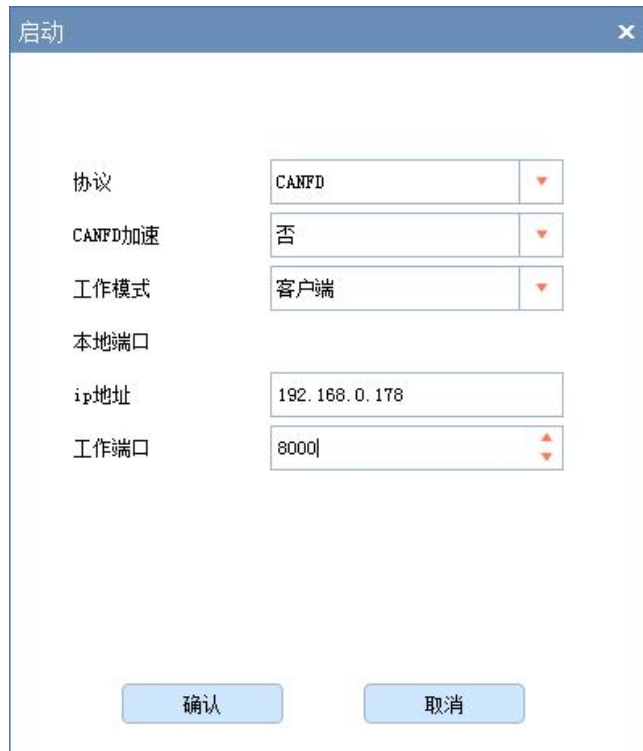 启动
协议 CANFD
CANFD加速 否
工作模式 客户端
本地端口
ip地址 192.168.0.178
工作端口 8000
确认 取消